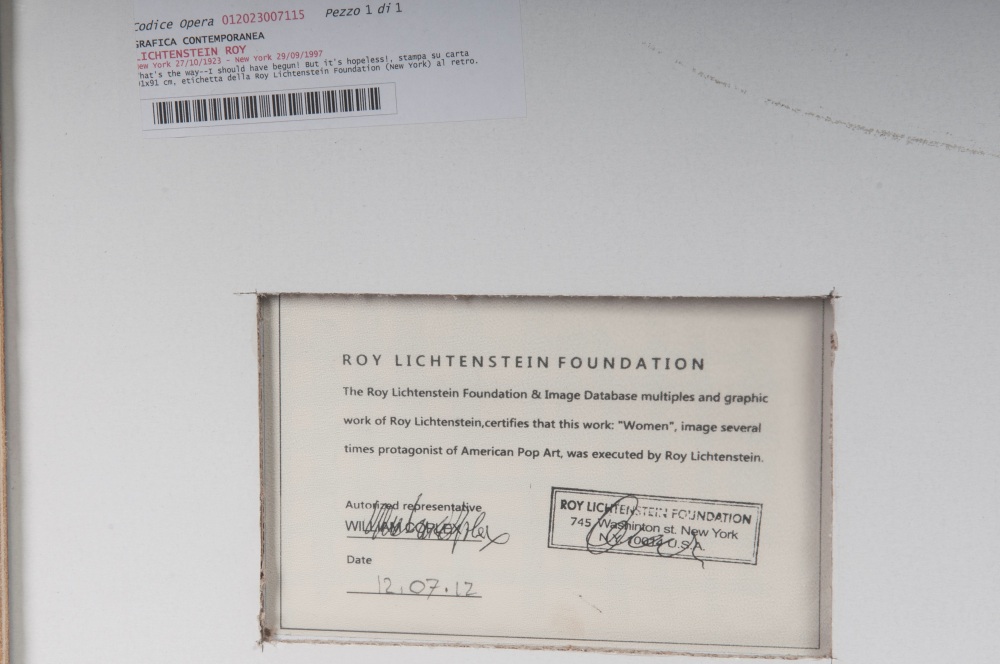 Codice Opera 012023007115 Pezzo 1 di 1
GRAFICA CONTEMPORANEA
LICHTENSTEIN ROY
New York 27/10/1923 - New York 29/09/1997
That's the way--I should have begun! But it's hopeless!, stampa su carta
91x91 cm, etichetta della Roy Lichtenstein Foundation (New York) al retro.
ROY LICHTENSTEIN FOUNDATION
The Roy Lichtenstein Foundation & Image Database multiples and graphic
work of Roy Lichtenstein,certifies that this work: "Women", image several
times protagonist of American Pop Art, was executed by Roy Lichtenstein.
Autorized representative
WILLIAM COPLEX
ROY LICHTENSTEIN FOUNDATION
745, Washinton st. New York
N.Y. 10014 U.S.A.
Date
12.07.12